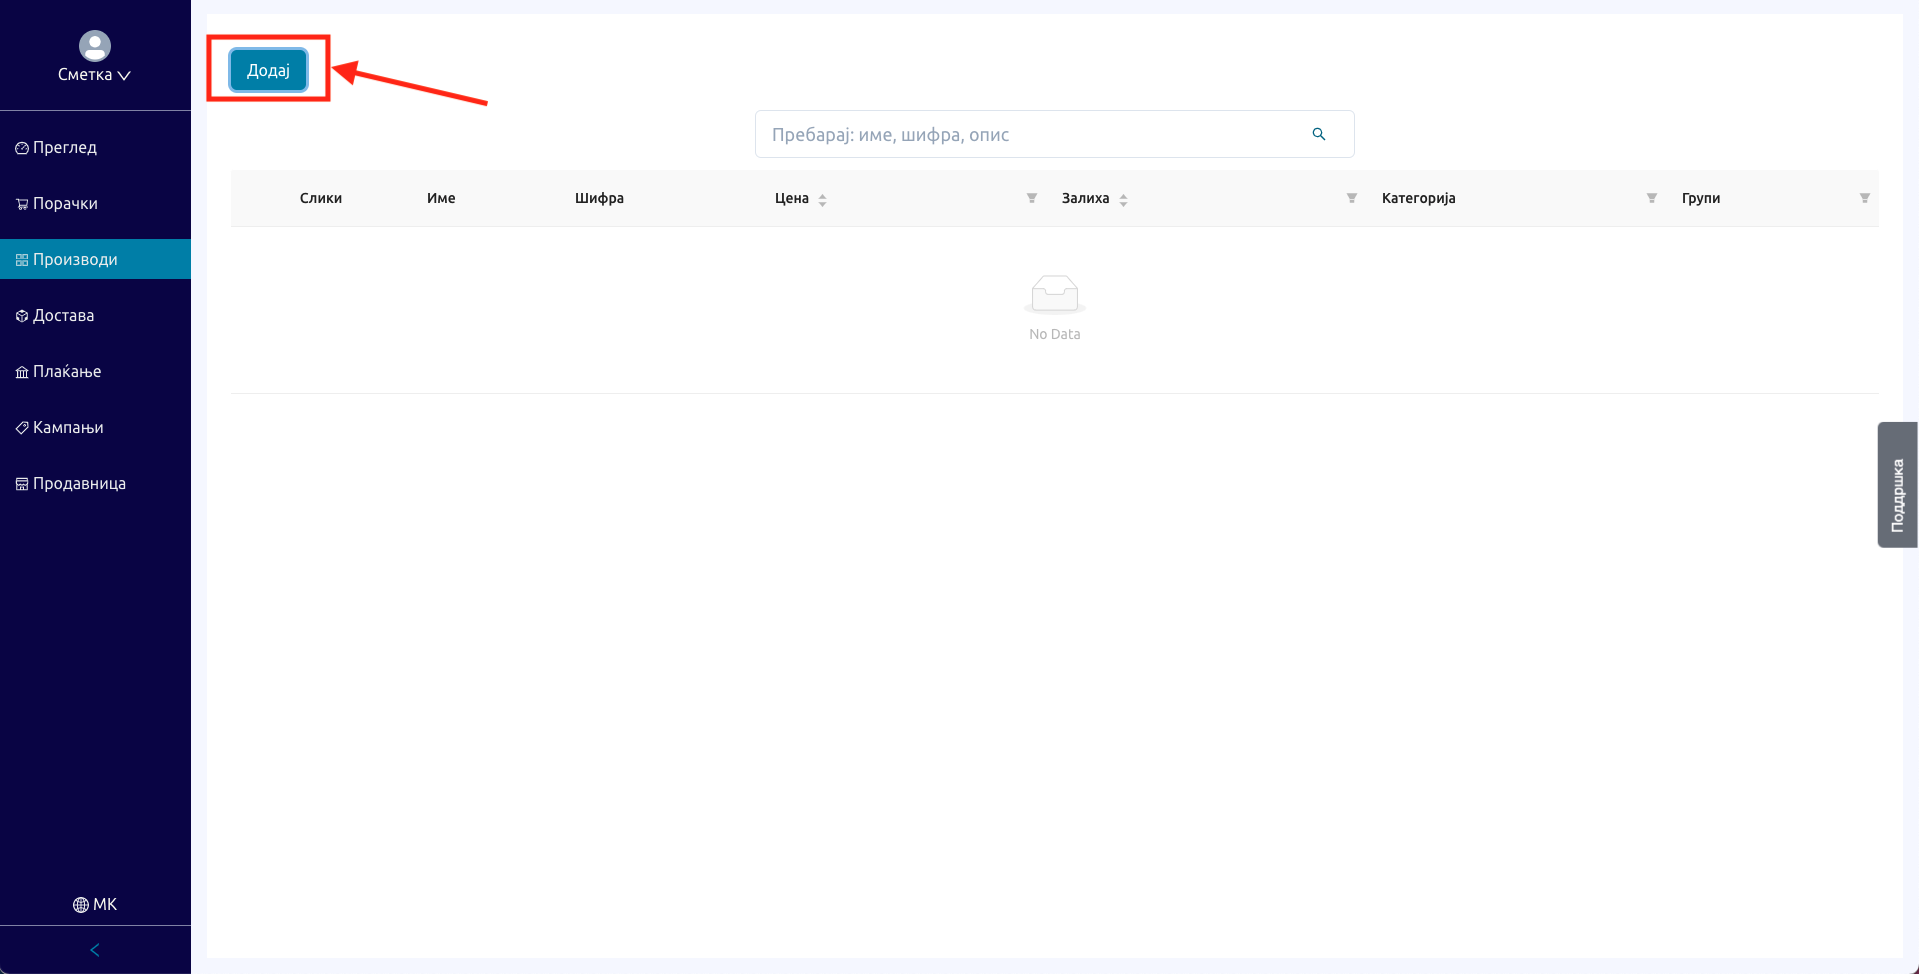 Сметка
Преглед
Порачки
Производи
Достава
Плаќање
Кампањи
Продавница
МК
Додај
Пребарај: име, шифра, опис
Слики Име Шифра Цена Залиха Категорија Групи
No Data
Поддршка